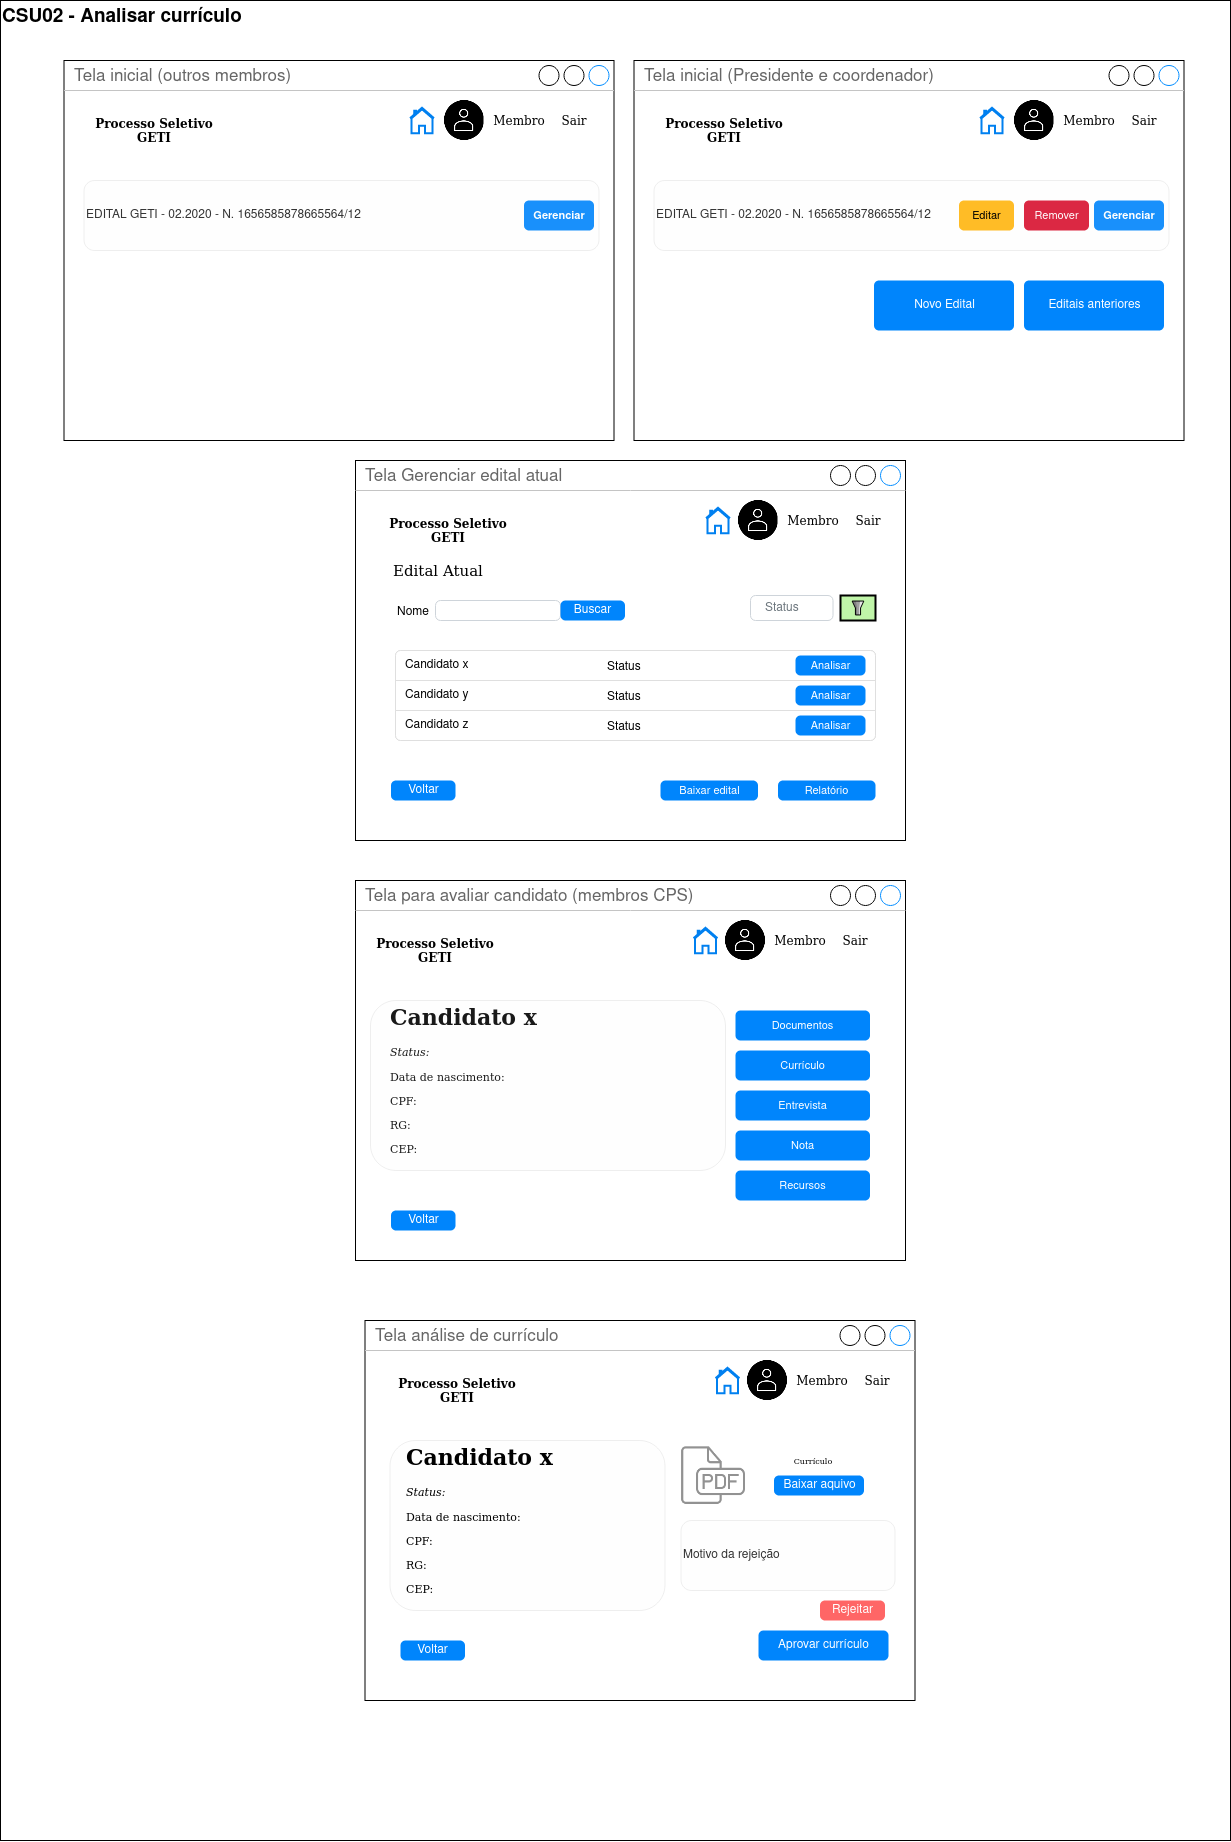 CSU02 - Analisar currículo
Tela inicial (outros membros)
Processo Seletivo
GETI
Membro
Sair
EDITAL GETI - 02.2020 - N. 1656585878665564/12
Gerenciar
Tela inicial (Presidente e coordenador)
Processo Seletivo
GETI
Membro
Sair
EDITAL GETI - 02.2020 - N. 1656585878665564/12
Editar
Remover
Gerenciar
Novo Edital
Editais anteriores
Tela Gerenciar edital atual
Processo Seletivo
GETI
Membro
Sair
Edital Atual
Nome
Buscar
Status
Candidato x
Status
Analisar
Candidato y
Status
Analisar
Candidato z
Status
Analisar
Voltar
Baixar edital
Relatório
Tela para avaliar candidato (membros CPS)
Processo Seletivo
GETI
Membro
Sair
Candidato x
Status:
Data de nascimento:
CPF:
RG:
CEP:
Documentos
Currículo
Entrevista
Nota
Recursos
Voltar
Tela análise de currículo
Processo Seletivo
GETI
Membro
Sair
Candidato x
Status:
Data de nascimento:
CPF:
RG:
CEP:
PDF
Currículo
Baixar aquivo
Motivo da rejeição
Rejeitar
Aprovar currículo
Voltar